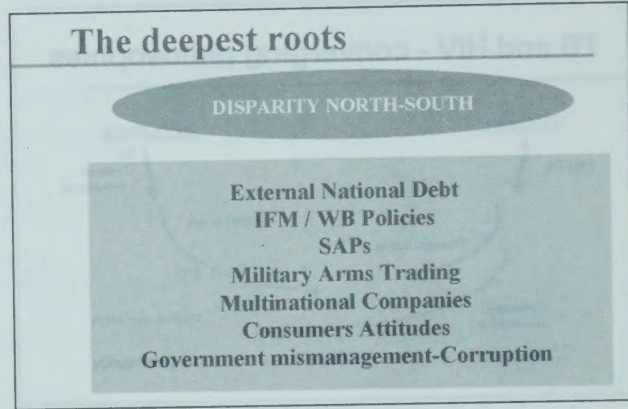 The deepest roots
DISPARITY NORTH-SOUTH
External National Debt
IFM / WB Policies
SAPs
Military Arms Trading
Multinational Companies
Consumers Attitudes
Government mismanagement-Corruption